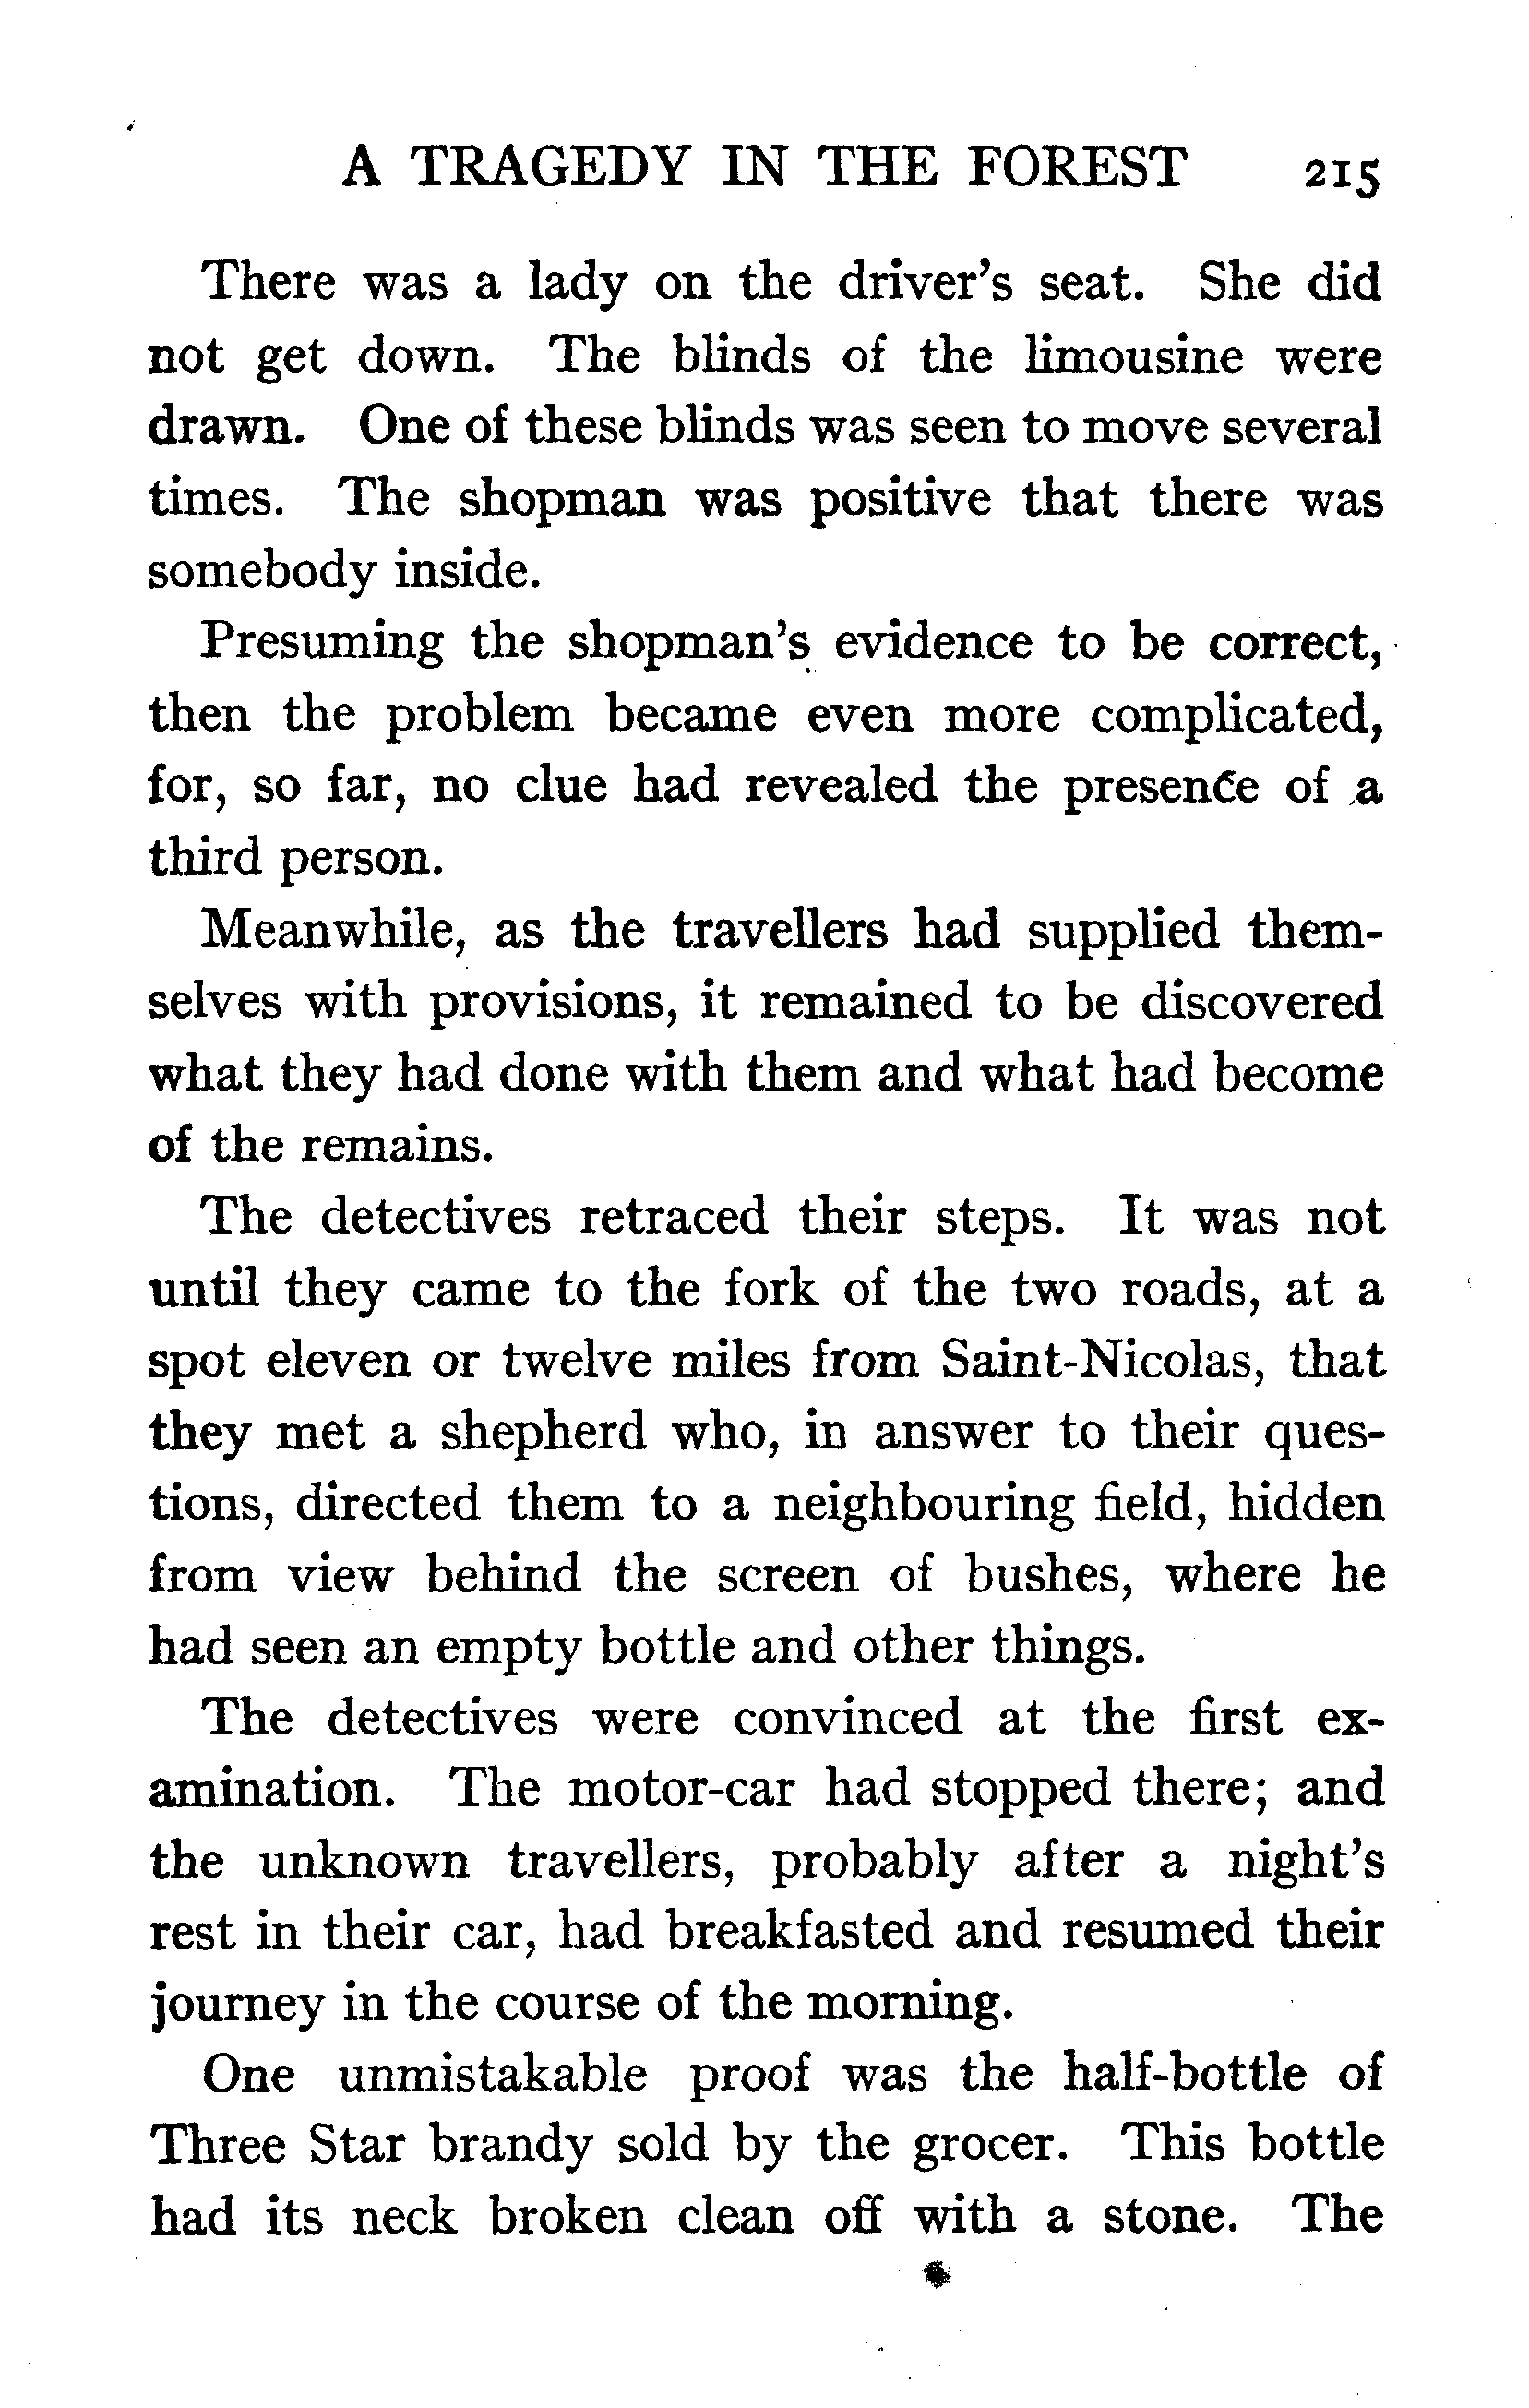 A TRAGEDY IN THE FOREST 215
There was a lady on the driver's seat. She did
not get down. The blinds of the limousine were
drawn. One of these blinds was seen to move several
times. The shopman was positive that there was
somebody inside.
Presuming the shopman's evidence to be correct,
then the problem became even more complicated,
for, so far, no clue had revealed the presence of a
third person.
Meanwhile, as the travellers had supplied them-
selves with provisions, it remained to be discovered
what they had done with them and what had become
of the remains.
The detectives retraced their steps. It was not
until they came to the fork of the two roads, at a
spot eleven or twelve miles from Saint-Nicolas, that
they met a shepherd who, in answer to their ques-
tions, directed them to a neighbouring field, hidden
from view behind the screen of bushes, where he
had seen an empty bottle and other things.
The detectives were convinced at the first ex-
amination. The motor-car had stopped there; and
the unknown travellers, probably after a night's
rest in their car, had breakfasted and resumed their
journey in the course of the morning.
One unmistakable proof was the half-bottle of
Three Star brandy sold by the grocer. This bottle
had its neck broken clean off with a stone. The